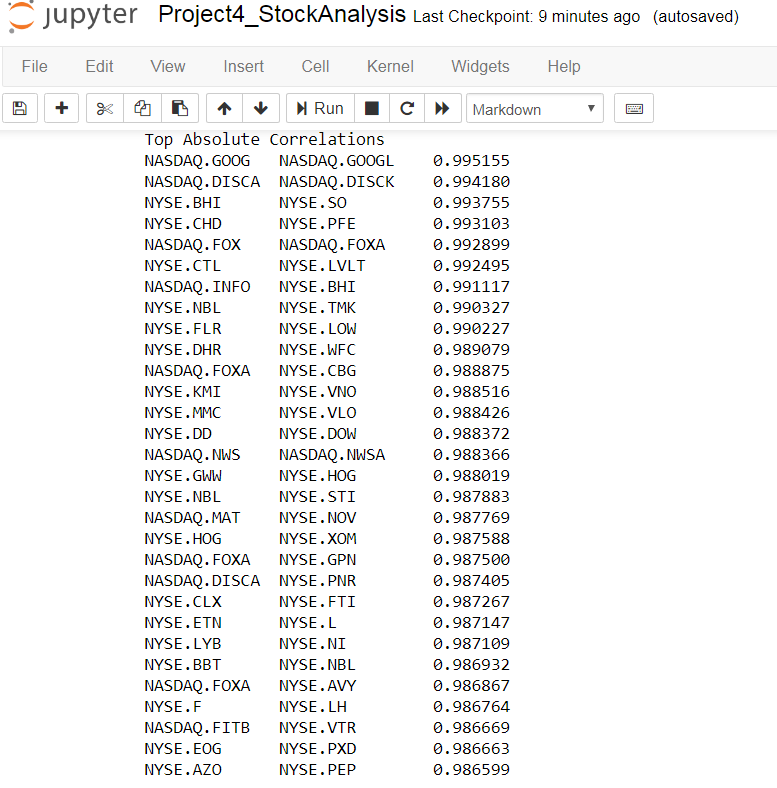 jupyter Project4_StockAnalysis Last Checkpoint: 9 minutes ago (autosaved)
File Edit View Insert Cell Kernel Widgets Help
Run Markdown
Top Absolute Correlations
NASDAQ.GOOG NASDAQ.GOOGL 0.995155
NASDAQ.DISCA NASDAQ.DISCK 0.994180
NYSE.BHI NYSE.SO 0.993755
NYSE.CHD NYSE.PFE 0.993103
NASDAQ.FOX NASDAQ.FOXA 0.992899
NYSE.CTL NYSE.LVLT 0.992495
NASDAQ.INFO NYSE.BHI 0.991117
NYSE.NBL NYSE.TMK 0.990327
NYSE.FLR NYSE.LOW 0.990227
NYSE.DHR NYSE.WFC 0.989079
NASDAQ.FOXA NYSE.CBG 0.988875
NYSE.KMI NYSE.VNO 0.988516
NYSE.MMC NYSE.VLO 0.988426
NYSE.DD NYSE.DOW 0.988372
NASDAQ.NWS NASDAQ.NWSA 0.988366
NYSE.GWW NYSE.HOG 0.988019
NYSE.NBL NYSE.STI 0.987883
NASDAQ.MAT NYSE.NOV 0.987769
NYSE.HOG NYSE.XOM 0.987588
NASDAQ.FOXA NYSE.GPN 0.987500
NASDAQ.DISCA NYSE.PNR 0.987405
NYSE.CLX NYSE.FTI 0.987267
NYSE.ETN NYSE.L 0.987147
NYSE.LYB NYSE.NI 0.987109
NYSE.BBT NYSE.NBL 0.986932
NASDAQ.FOXA NYSE.AVY 0.986867
NYSE.F NYSE.LH 0.986764
NASDAQ.FITB NYSE.VTR 0.986669
NYSE.EOG NYSE.PXD 0.986663
NYSE.AZO NYSE.PEP 0.986599